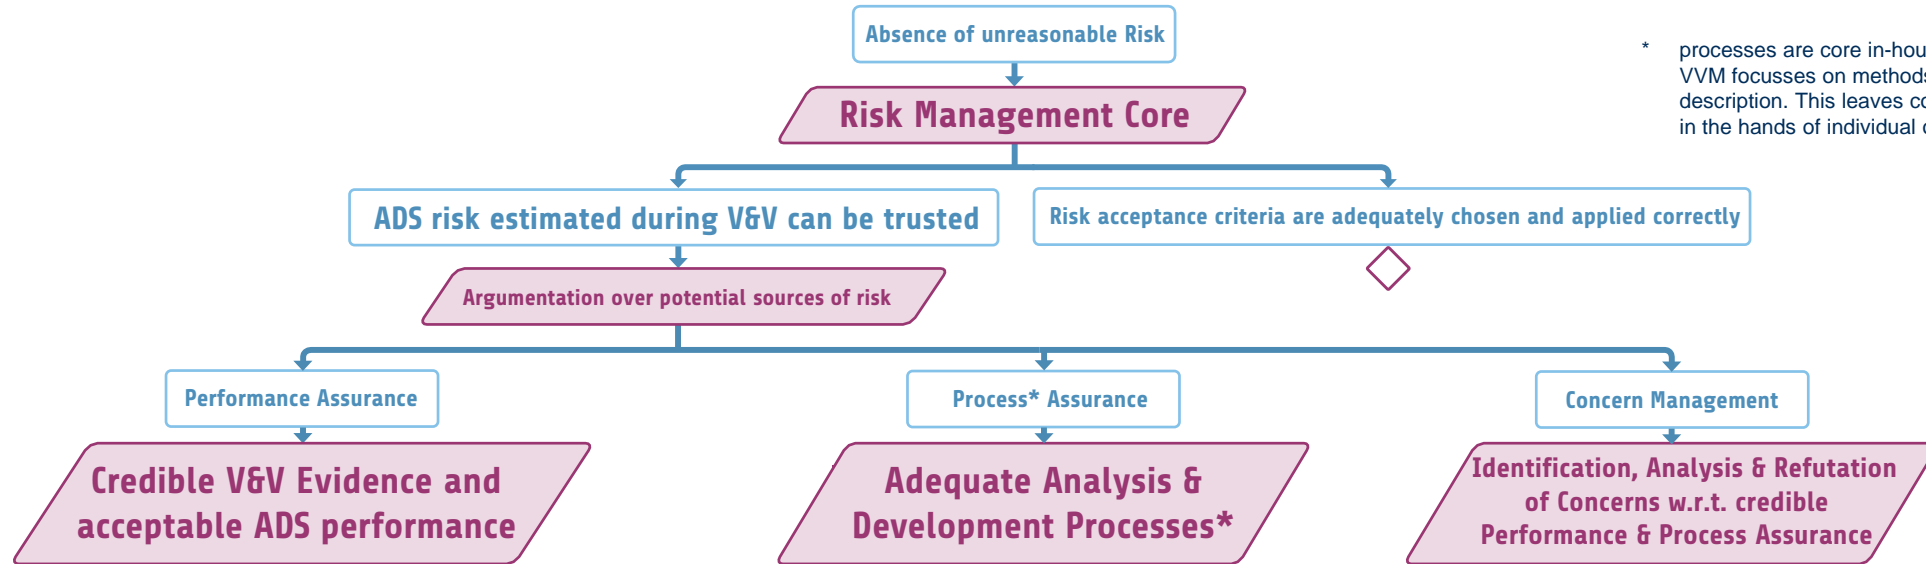 Absence of unreasonable Risk
* processes are core in-hou
VVM focusses on methods
description. This leaves co
in the hands of individual
Risk Management Core
ADS risk estimated during V&V can be trusted
Risk acceptance criteria are adequately chosen and applied correctly
Argumentation over potential sources of risk
Performance Assurance
Process* Assurance
Concern Management
Credible V&V Evidence and
acceptable ADS performance
Adequate Analysis &
Development Processes*
Identification, Analysis & Refutation
of Concerns w.r.t. credible
Performance & Process Assurance